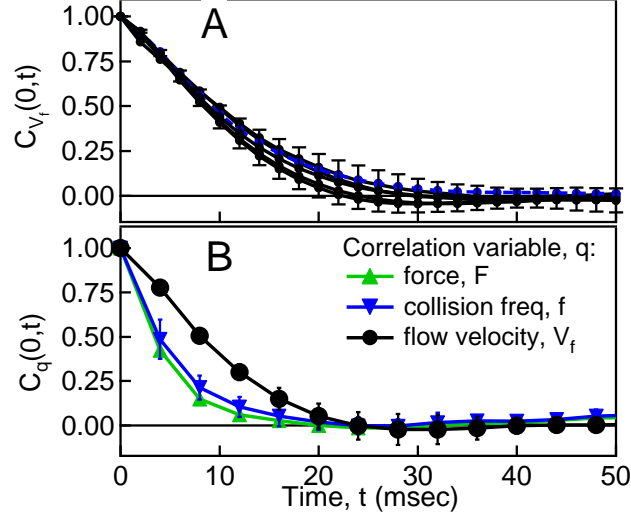 A
C_{V_f}(0,t)
1.00
0.75
0.50
0.25
0.00
B
Correlation variable, q:
force, F
collision freq, f
flow velocity, V_f
C_q(0,t)
1.00
0.75
0.50
0.25
0.00
0 10 20 30 40 50
Time, t (msec)